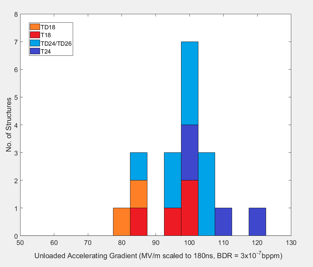 8
7
6
5
4
3
2
1
0
No. of Structures
TD18
T18
TD24/TD26
T24
50 60 70 80 90 100 110 120 130
Unloaded Accelerating Gradient (MV/m scaled to 180ns, BDR = 3x10⁻⁷bppm)